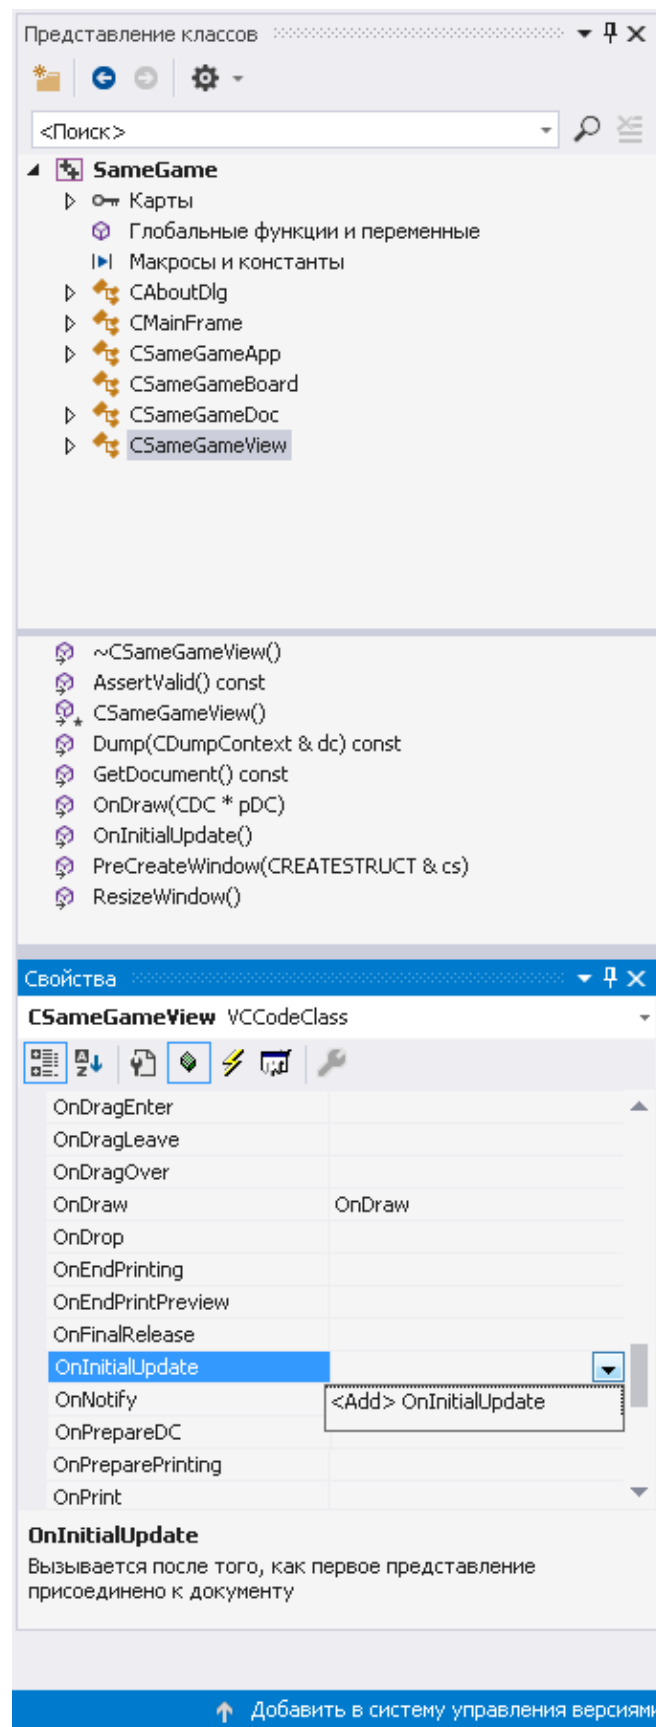 Представление классов
<Поиск>
SameGame
Карты
Глобальные функции и переменные
Макросы и константы
CAboutDlg
CMainFrame
CSameGameApp
CSameGameBoard
CSameGameDoc
CSameGameView
~CSameGameView()
AssertValid() const
CSameGameView()
Dump(CDumpContext & dc) const
GetDocument() const
OnDraw(CDC * pDC)
OnInitialUpdate()
PreCreateWindow(CREATESTRUCT & cs)
ResizeWindow()
Свойства
CSameGameView VCCodeClass
OnDragEnter
OnDragLeave
OnDragOver
OnDraw OnDraw
OnDrop
OnEndPrinting
OnEndPrintPreview
OnFinalRelease
OnInitialUpdate
OnNotify <Add> OnInitialUpdate
OnPrepareDC
OnPreparePrinting
OnPrint
OnInitialUpdate
Вызывается после того, как первое представление
присоединено к документу
Добавить в систему управления версиями